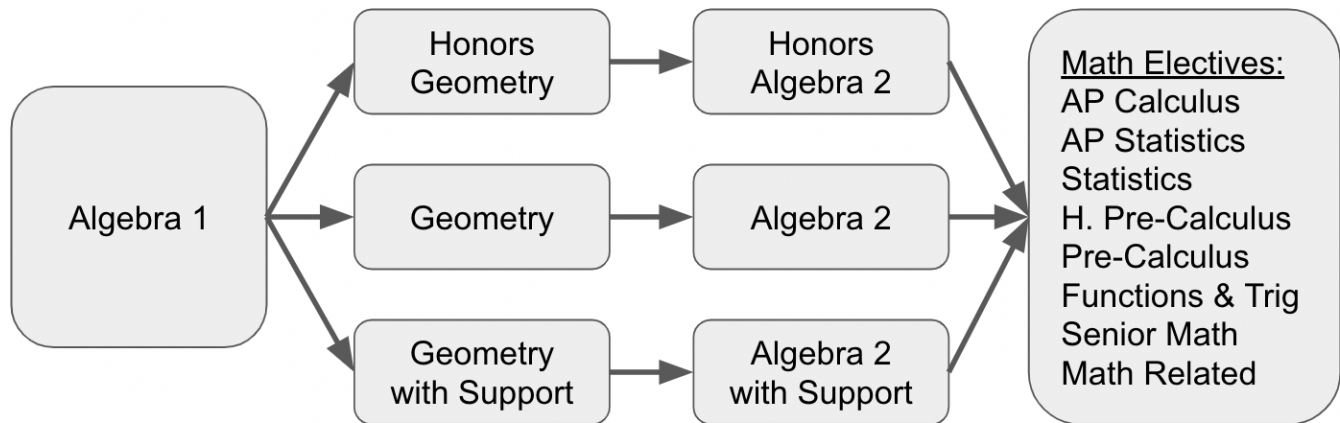 Algebra 1
Honors
Geometry
Honors
Algebra 2
Geometry
Algebra 2
Geometry
with Support
Algebra 2
with Support
Math Electives:
AP Calculus
AP Statistics
Statistics
H. Pre-Calculus
Pre-Calculus
Functions & Trig
Senior Math
Math Related